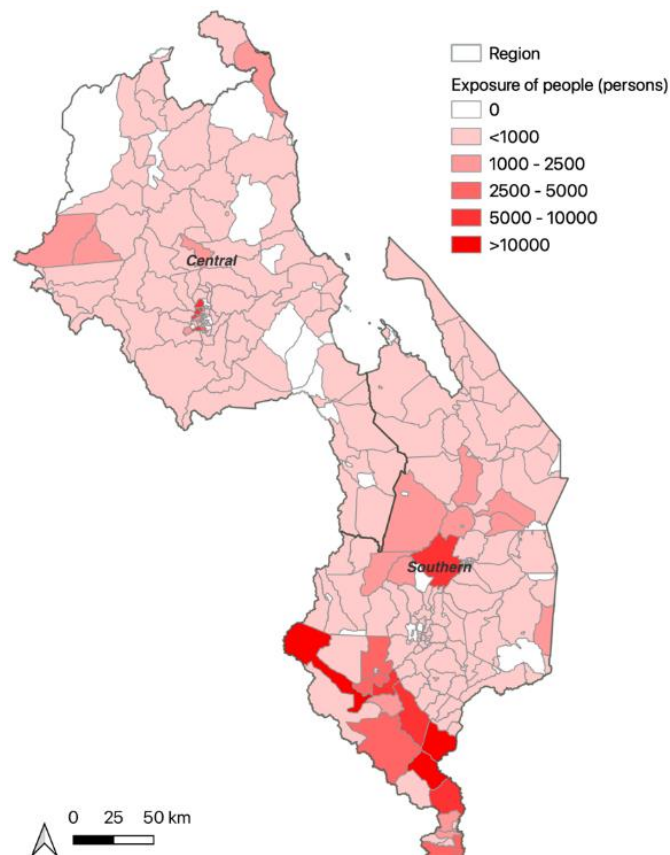 Region
Exposure of people (persons)
0
<1000
1000 - 2500
2500 - 5000
5000 - 10000
>10000
Central
Southern
0 25 50 km